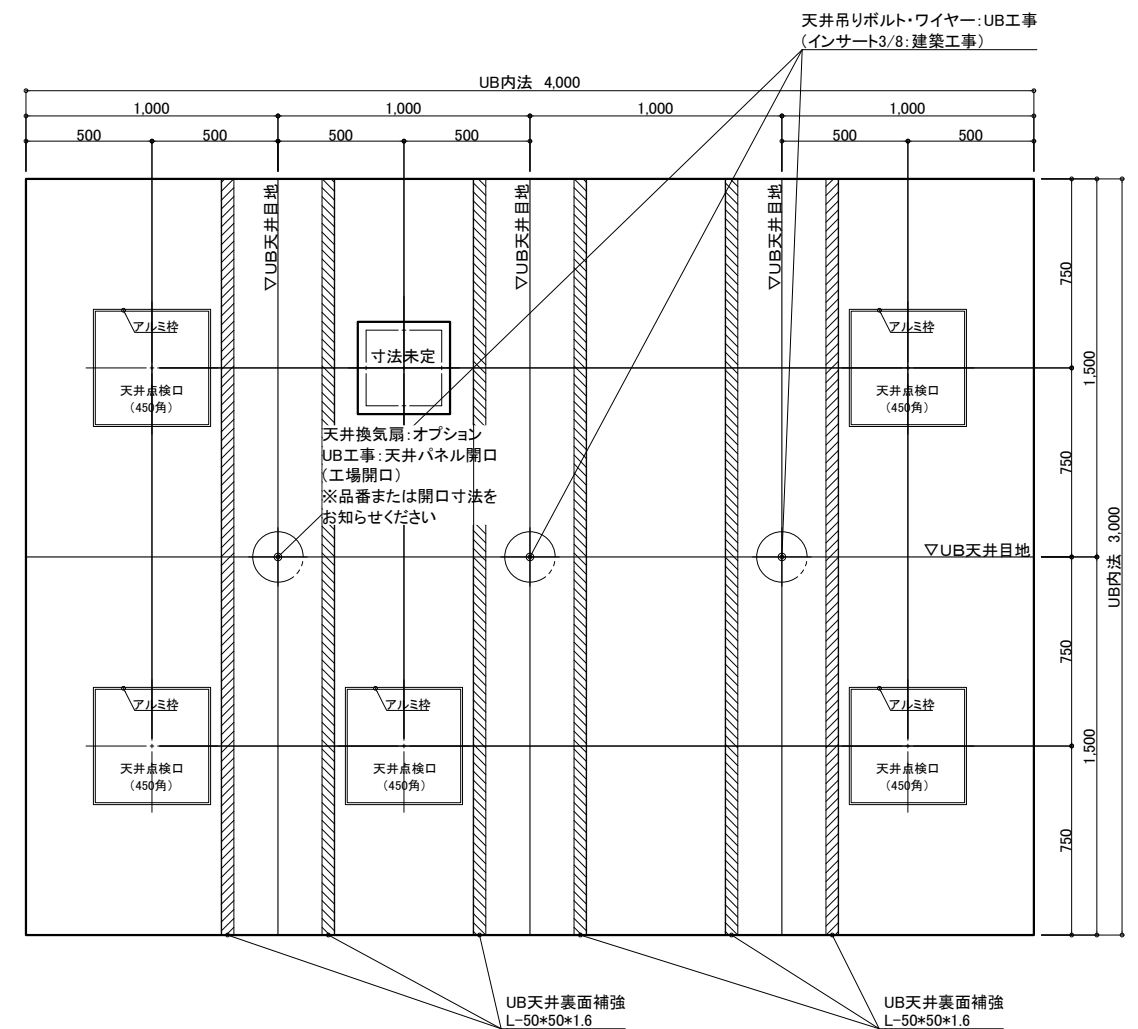 天井吊りボルト・ワイヤー：UB工事
(インサート3/8：建築工事)
UB内法 4,000
1,000
1,000
1,000
1,000
500
500
500
500
500
500
▽UB天井目地
▽UB天井目地
▽UB天井目地
750
アルミ枠
天井点検口
(450角)
寸法未定
アルミ枠
天井点検口
(450角)
1,500
天井換気扇：オプション
UB工事：天井パネル開口
(工場開口)
※品番または開口寸法を
お知らせください
750
▽UB天井目地
UB内法 3,000
750
アルミ枠
天井点検口
(450角)
アルミ枠
天井点検口
(450角)
アルミ枠
天井点検口
(450角)
1,500
750
UB天井裏面補強
L-50*50*1.6
UB天井裏面補強
L-50*50*1.6